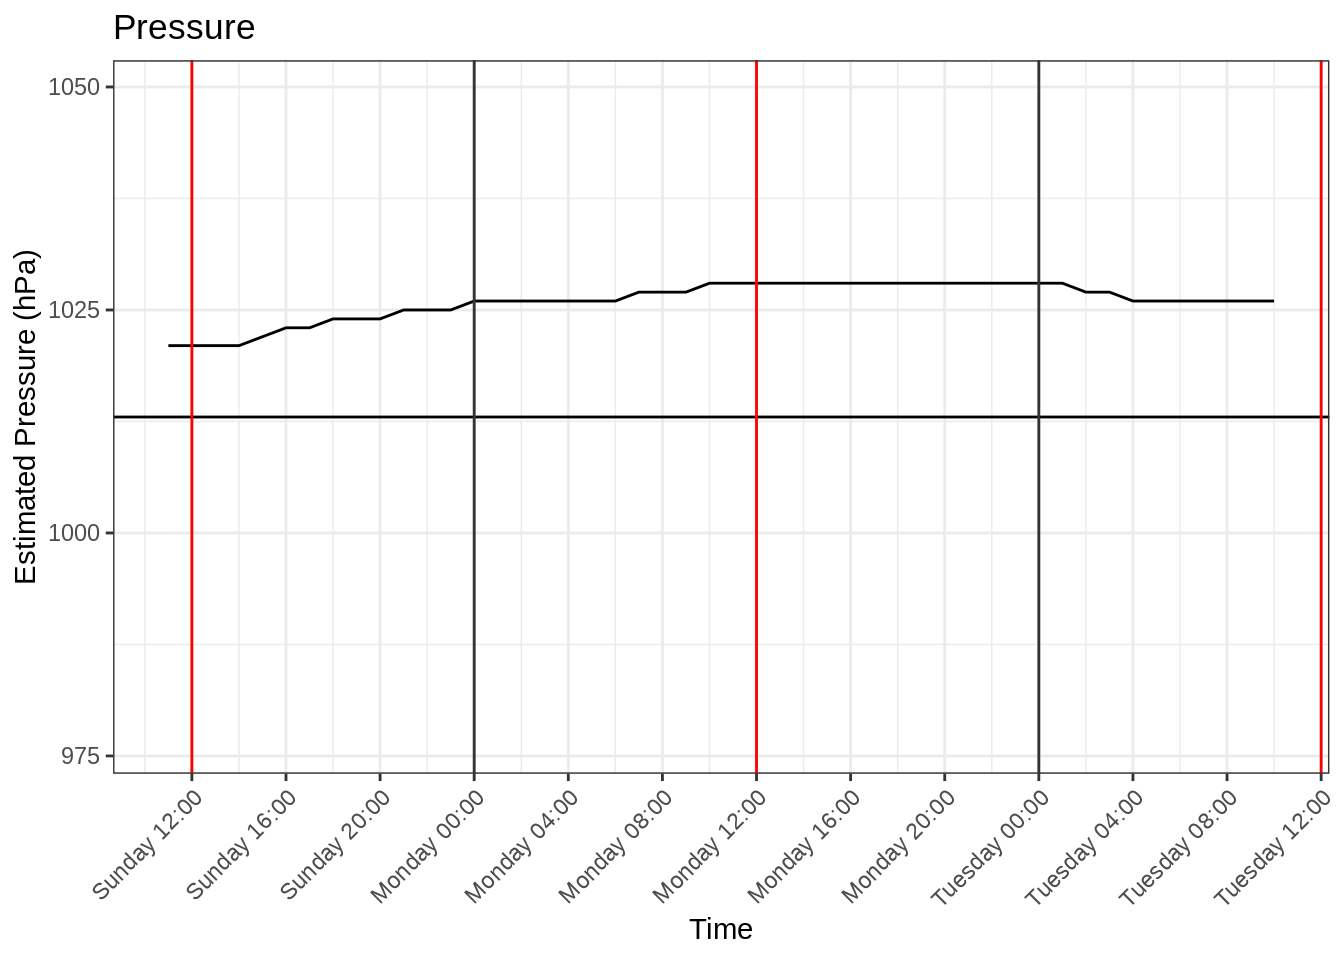 Pressure
Estimated Pressure (hPa)
1050
1025
1000
975
Sunday 12:00
Sunday 16:00
Sunday 20:00
Monday 00:00
Monday 04:00
Monday 08:00
Monday 12:00
Monday 16:00
Monday 20:00
Tuesday 00:00
Tuesday 04:00
Tuesday 08:00
Tuesday 12:00
Time